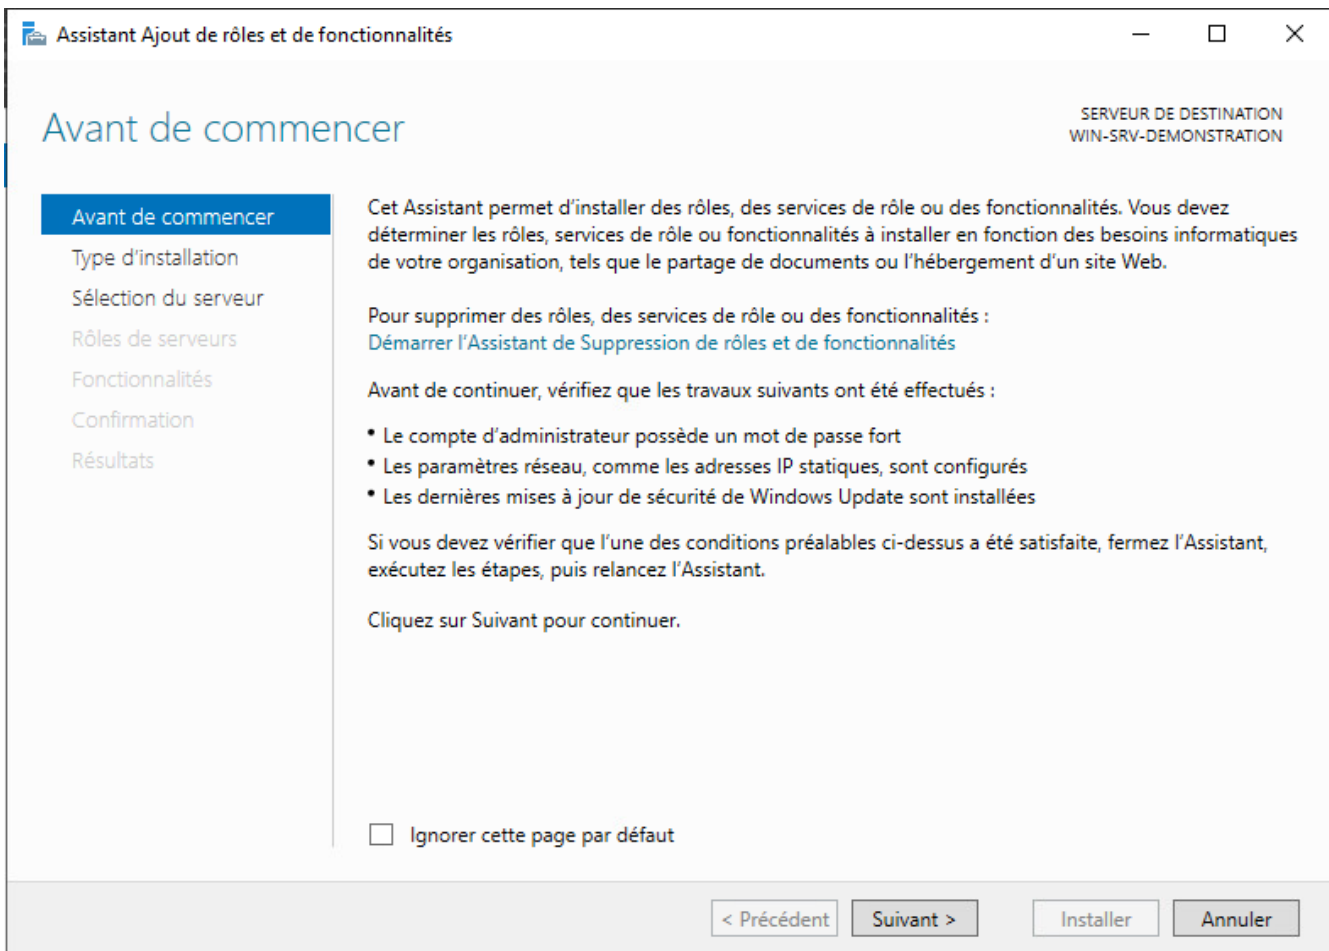 Assistant Ajout de rôles et de fonctionnalités
Avant de commencer
SERVEUR DE DESTINATION
WIN-SRV-DEMONSTRATION
Avant de commencer
Type d'installation
Sélection du serveur
Rôles de serveurs
Fonctionnalités
Confirmation
Résultats
Cet Assistant permet d'installer des rôles, des services de rôle ou des fonctionnalités. Vous devez
déterminer les rôles, services de rôle ou fonctionnalités à installer en fonction des besoins informatiques
de votre organisation, tels que le partage de documents ou l'hébergement d'un site Web.
Pour supprimer des rôles, des services de rôle ou des fonctionnalités :
Démarrer l'Assistant de Suppression de rôles et de fonctionnalités
Avant de continuer, vérifiez que les travaux suivants ont été effectués :
• Le compte d'administrateur possède un mot de passe fort
• Les paramètres réseau, comme les adresses IP statiques, sont configurés
• Les dernières mises à jour de sécurité de Windows Update sont installées
Si vous devez vérifier que l'une des conditions préalables ci-dessus a été satisfaite, fermez l'Assistant,
exécutez les étapes, puis relancez l'Assistant.
Cliquez sur Suivant pour continuer.
Ignorer cette page par défaut
< Précédent
Suivant >
Installer
Annuler